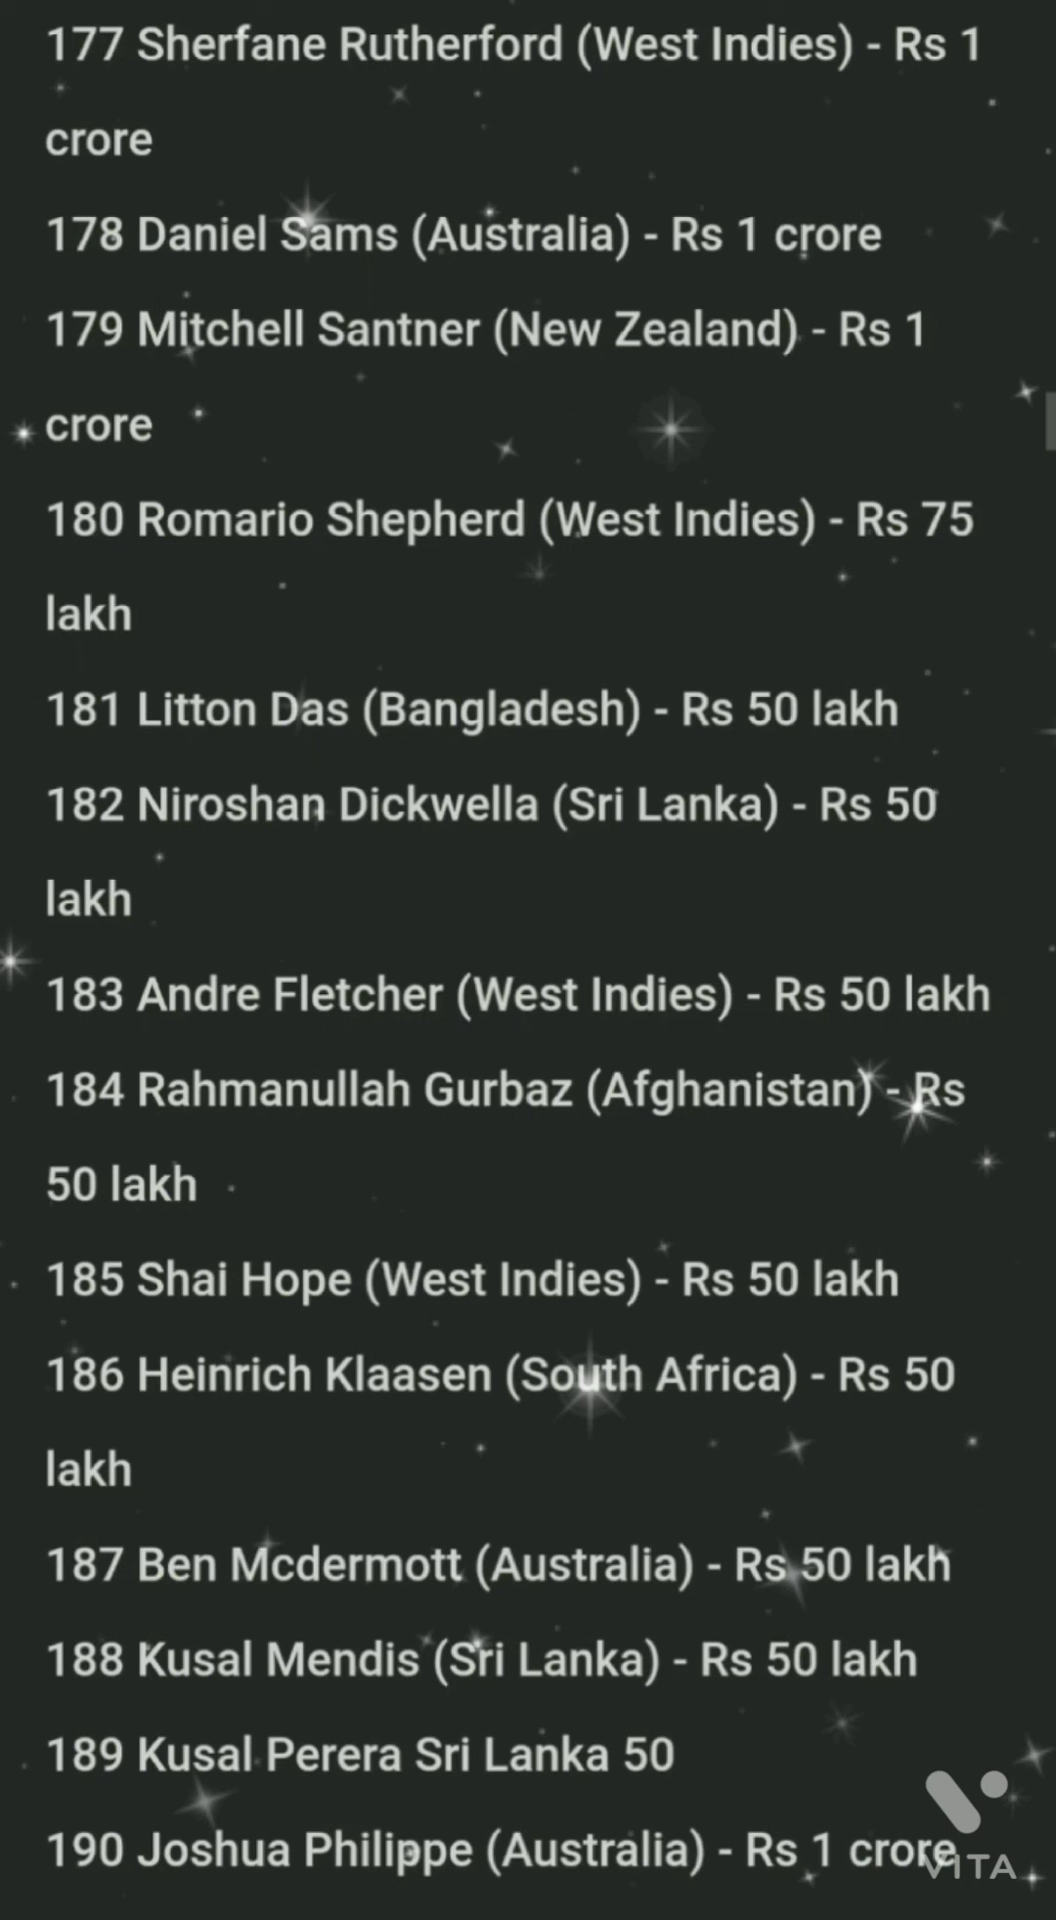 177 Sherfane Rutherford (West Indies) - Rs 1
crore
178 Daniel Sams (Australia) - Rs 1 crore
179 Mitchell Santner (New Zealand) - Rs 1
crore
180 Romario Shepherd (West Indies) - Rs 75
lakh
181 Litton Das (Bangladesh) - Rs 50 lakh
182 Niroshan Dickwella (Sri Lanka) - Rs 50
lakh
183 Andre Fletcher (West Indies) - Rs 50 lakh
184 Rahmanullah Gurbaz (Afghanistan) - Rs
50 lakh
185 Shai Hope (West Indies) - Rs 50 lakh
186 Heinrich Klaasen (South Africa) - Rs 50
lakh
187 Ben Mcdermott (Australia) - Rs 50 lakh
188 Kusal Mendis (Sri Lanka) - Rs 50 lakh
189 Kusal Perera Sri Lanka 50
190 Joshua Philippe (Australia) - Rs 1 crore
VITA